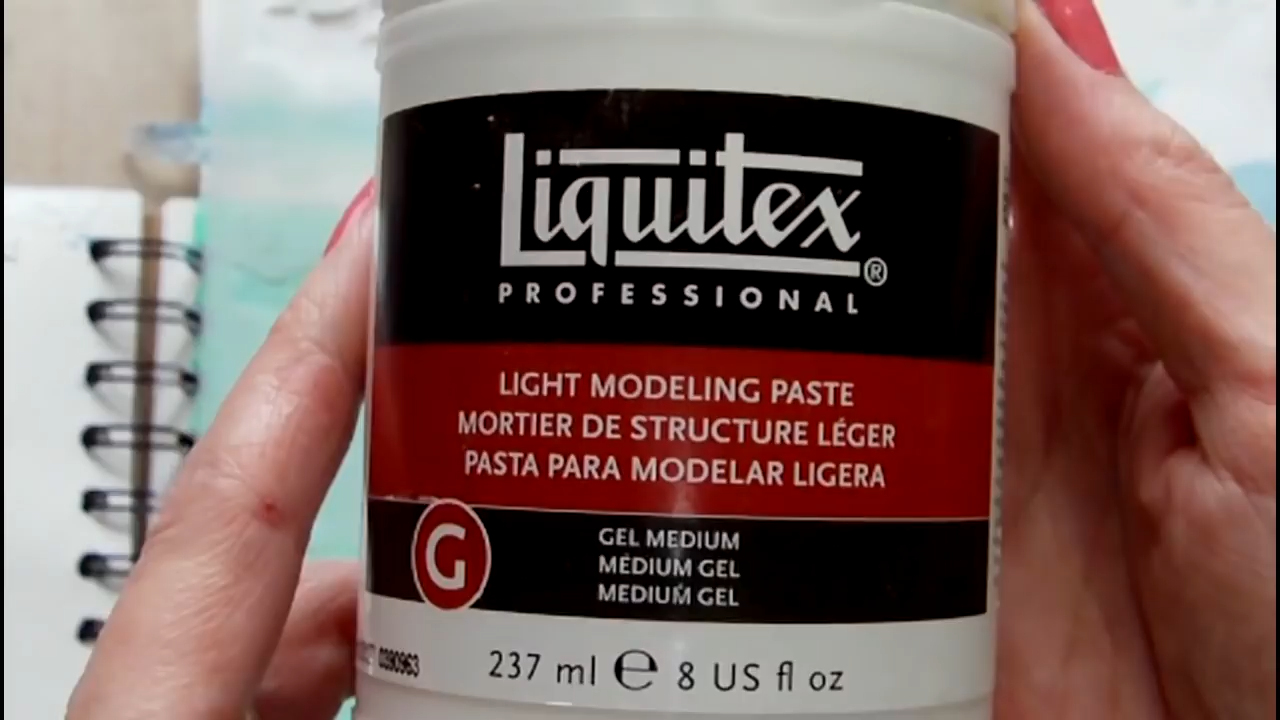 Liquitex®
PROFESSIONAL
LIGHT MODELING PASTE
MORTIER DE STRUCTURE LÉGER
PASTA PARA MODELAR LIGERA
G
GEL MEDIUM
MÉDIUM GEL
MEDIUM GEL
237 ml ℮ 8 US fl oz